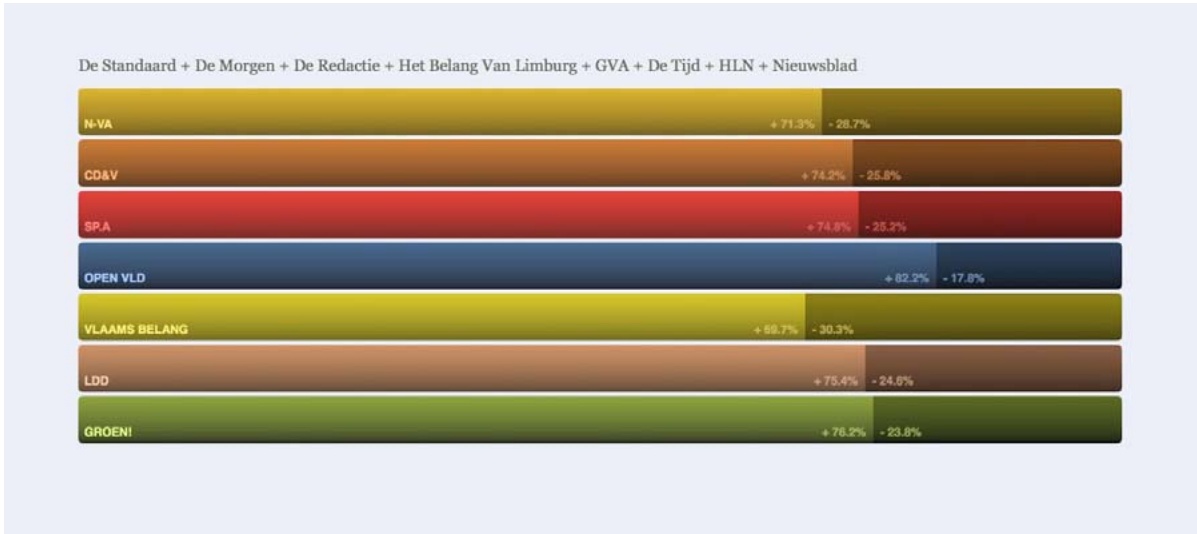 De Standaard + De Morgen + De Redactie + Het Belang Van Limburg + GVA + De Tijd + HLN + Nieuwsblad
N-VA + 71.3% - 28.7%
CD&V + 74.2% - 25.8%
SP.A + 74.8% - 25.2%
OPEN VLD + 82.2% - 17.8%
VLAAMS BELANG + 69.7% - 30.3%
LDD + 75.4% - 24.6%
GROEN! + 76.2% - 23.8%